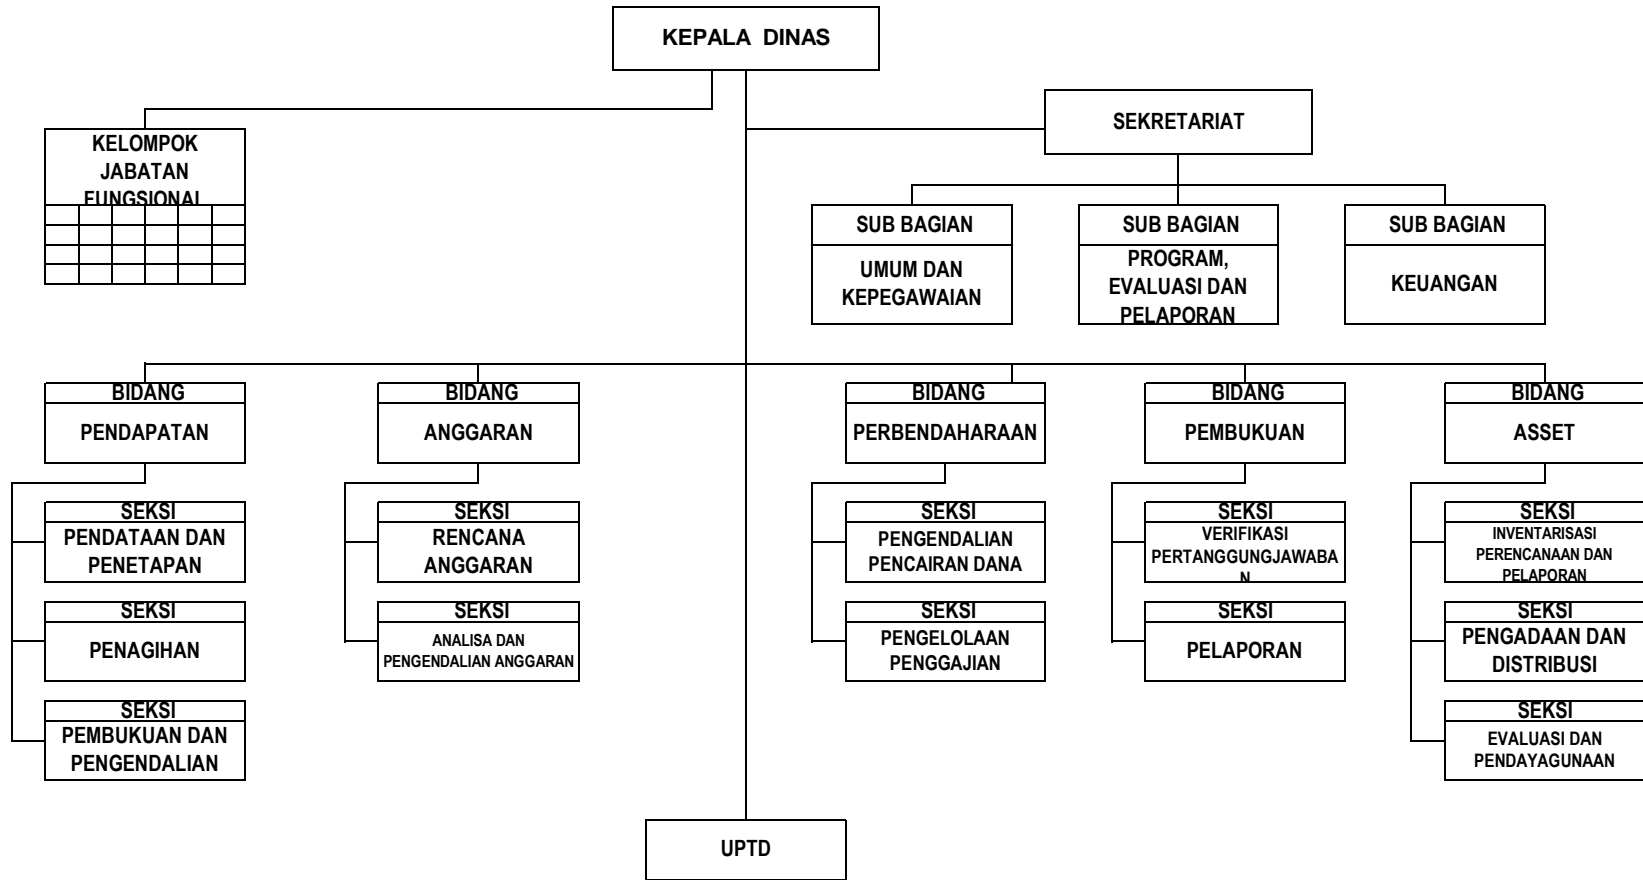 KEPALA DINAS
SEKRETARIAT
KELOMPOK
JABATAN
FUNGSIONAL
SUB BAGIAN
UMUM DAN
KEPEGAWAIAN
SUB BAGIAN
PROGRAM,
EVALUASI DAN
PELAPORAN
SUB BAGIAN
KEUANGAN
BIDANG
PENDAPATAN
BIDANG
ANGGARAN
BIDANG
PERBENDAHARAAN
BIDANG
PEMBUKUAN
BIDANG
ASSET
SEKSI
PENDATAAN DAN
PENETAPAN
SEKSI
RENCANA
ANGGARAN
SEKSI
PENGENDALIAN
PENCAIRAN DANA
SEKSI
VERIFIKASI
PERTANGGUNGJAWABA
N
SEKSI
INVENTARISASI
PERENCANAAN DAN
PELAPORAN
SEKSI
PENAGIHAN
SEKSI
ANALISA DAN
PENGENDALIAN ANGGARAN
SEKSI
PENGELOLAAN
PENGGAJIAN
SEKSI
PELAPORAN
SEKSI
PENGADAAN DAN
DISTRIBUSI
SEKSI
PEMBUKUAN DAN
PENGENDALIAN
SEKSI
EVALUASI DAN
PENDAYAGUNAAN
UPTD